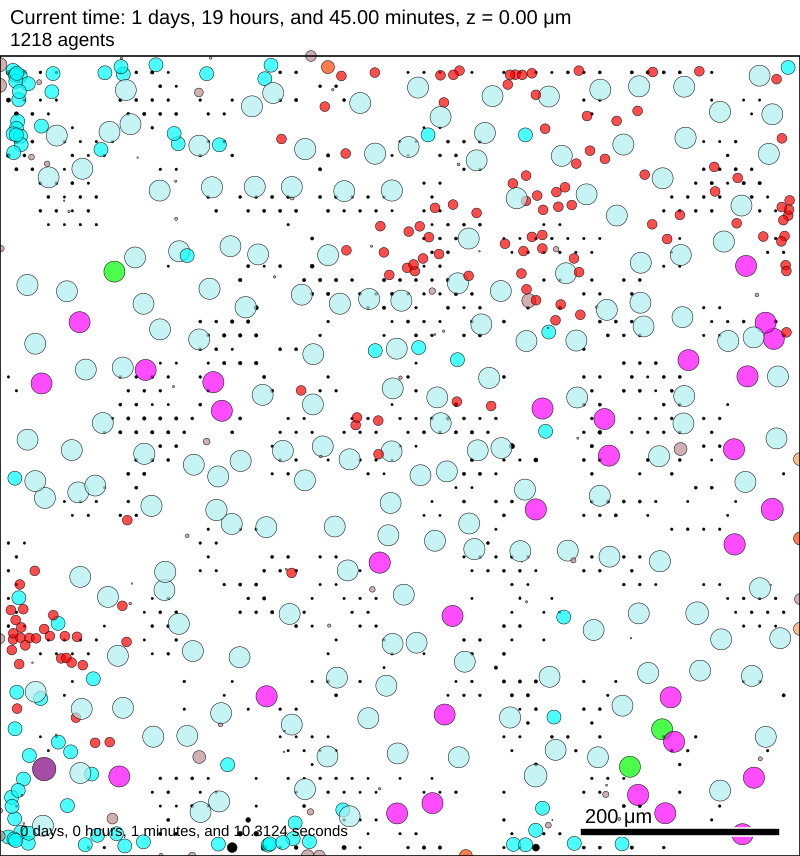 Current time: 1 days, 19 hours, and 45.00 minutes, z = 0.00 μm
1218 agents
200 μm
0 days, 0 hours, 1 minutes, and 10.3124 seconds